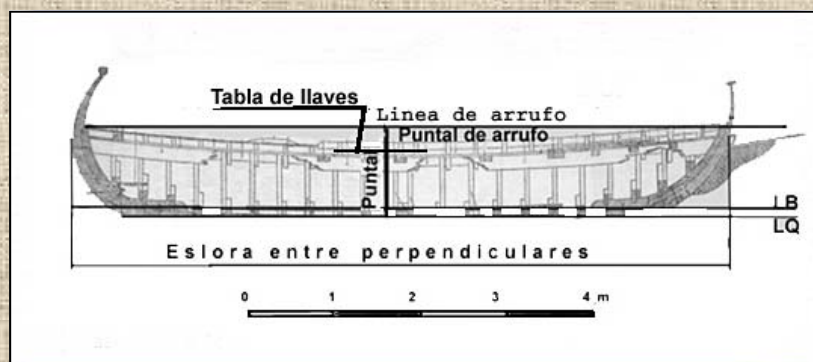 Tabla de llaves
Linea de arrufo
Puntal de arrufo
Puntal
LB
LQ
Eslora entre perpendiculares
0 1 2 3 4 m